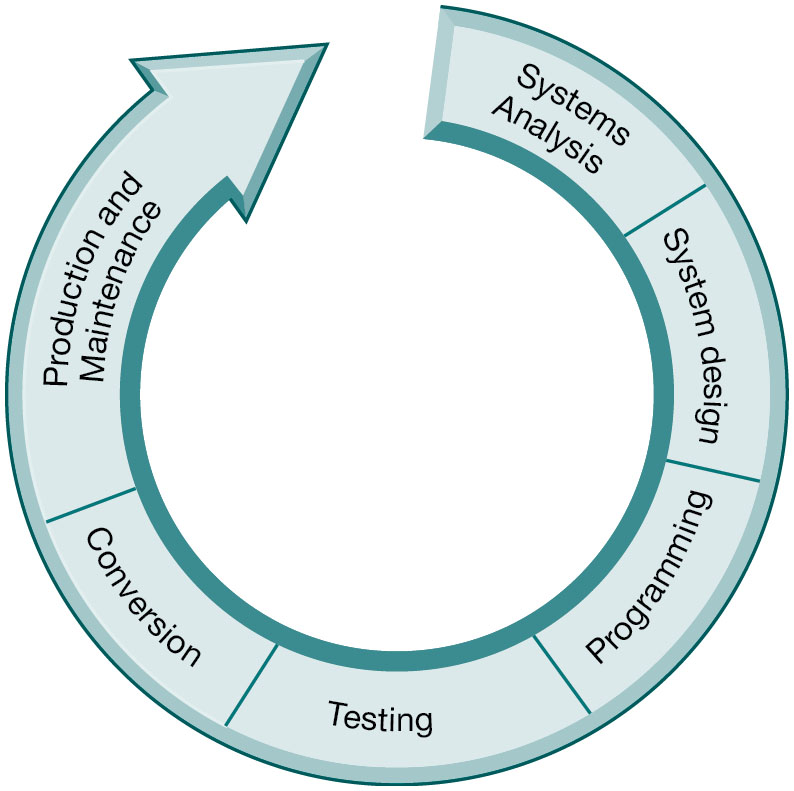 Systems
Analysis
System design
Programming
Testing
Conversion
Production and
Maintenance